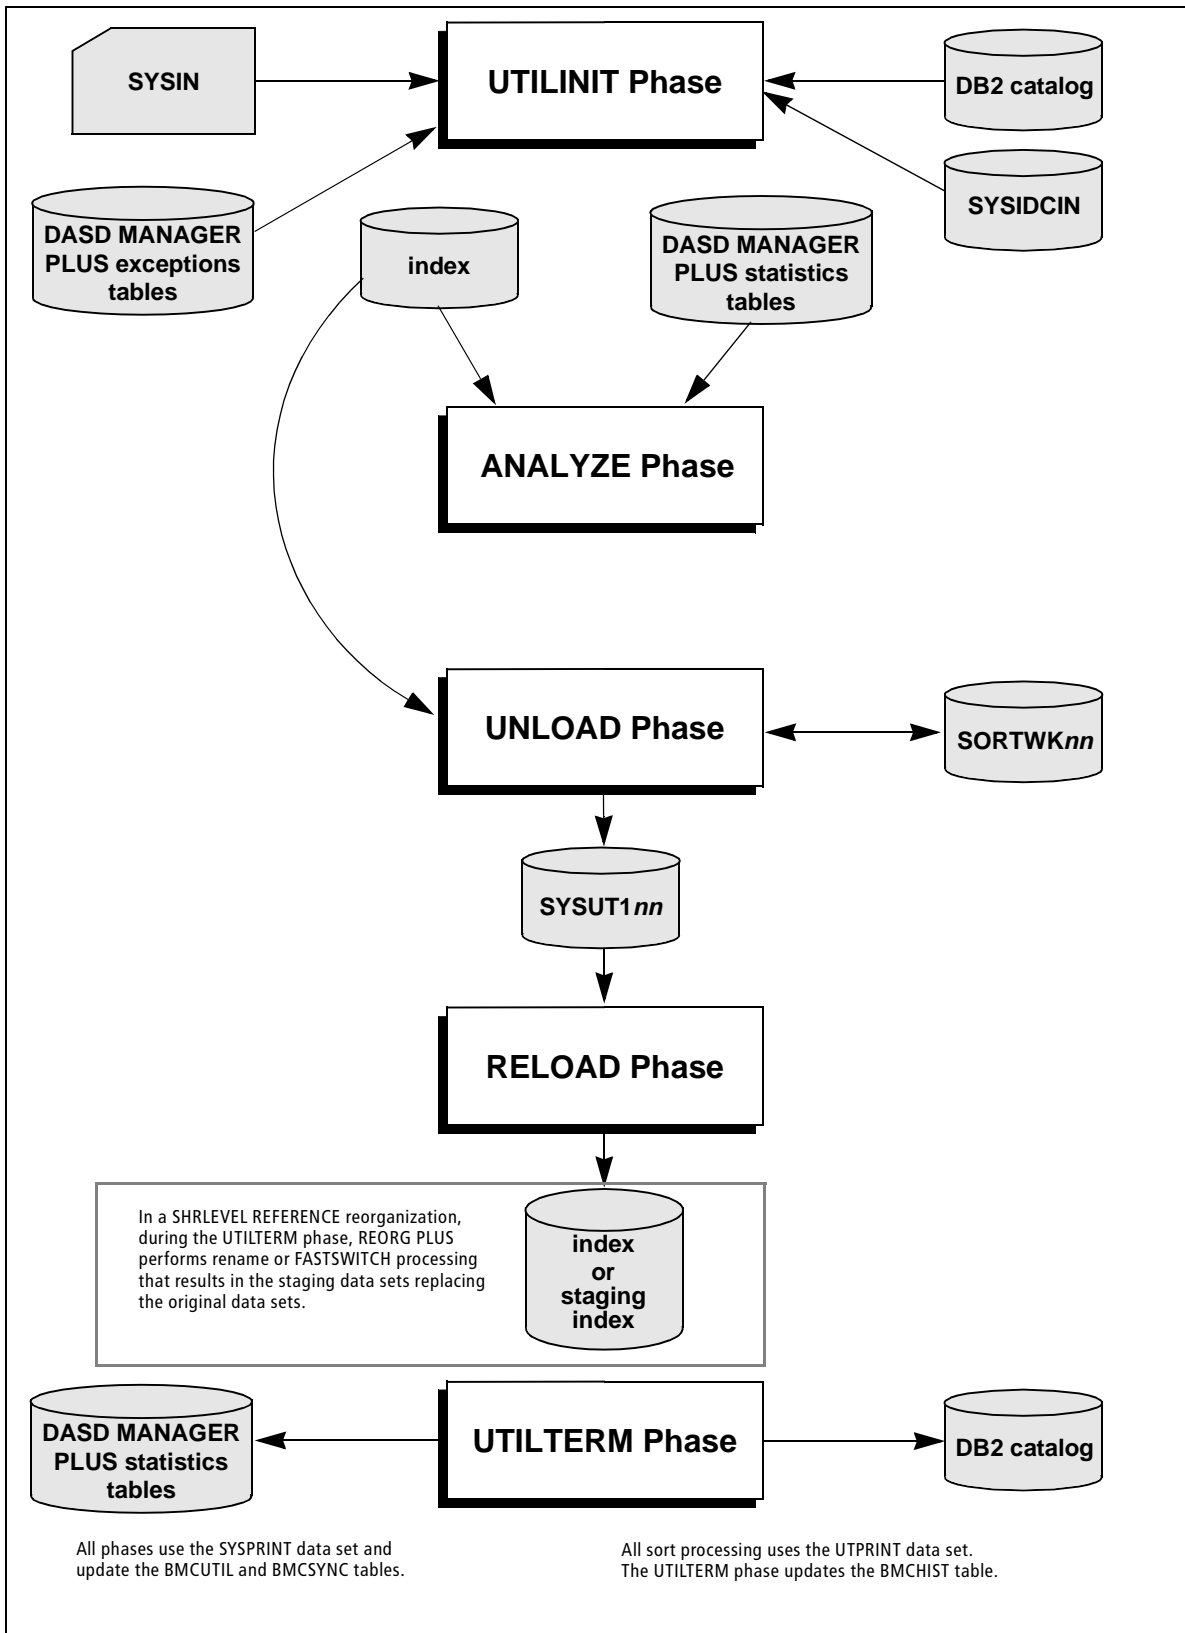 SYSIN
UTILINIT Phase
DB2 catalog
SYSIDCIN
DASD MANAGER
PLUS exceptions
tables
index
DASD MANAGER
PLUS statistics
tables
ANALYZE Phase
UNLOAD Phase
SORTWKnn
SYSUT1nn
RELOAD Phase
In a SHRLEVEL REFERENCE reorganization,
during the UTILTERM phase, REORG PLUS
performs rename or FASTSWITCH processing
that results in the staging data sets replacing
the original data sets.
index
or
staging
index
DASD MANAGER
PLUS statistics
tables
UTILTERM Phase
DB2 catalog
All phases use the SYSPRINT data set and
update the BMCUTIL and BMCSYNC tables.
All sort processing uses the UTPRINT data set.
The UTILTERM phase updates the BMCHIST table.